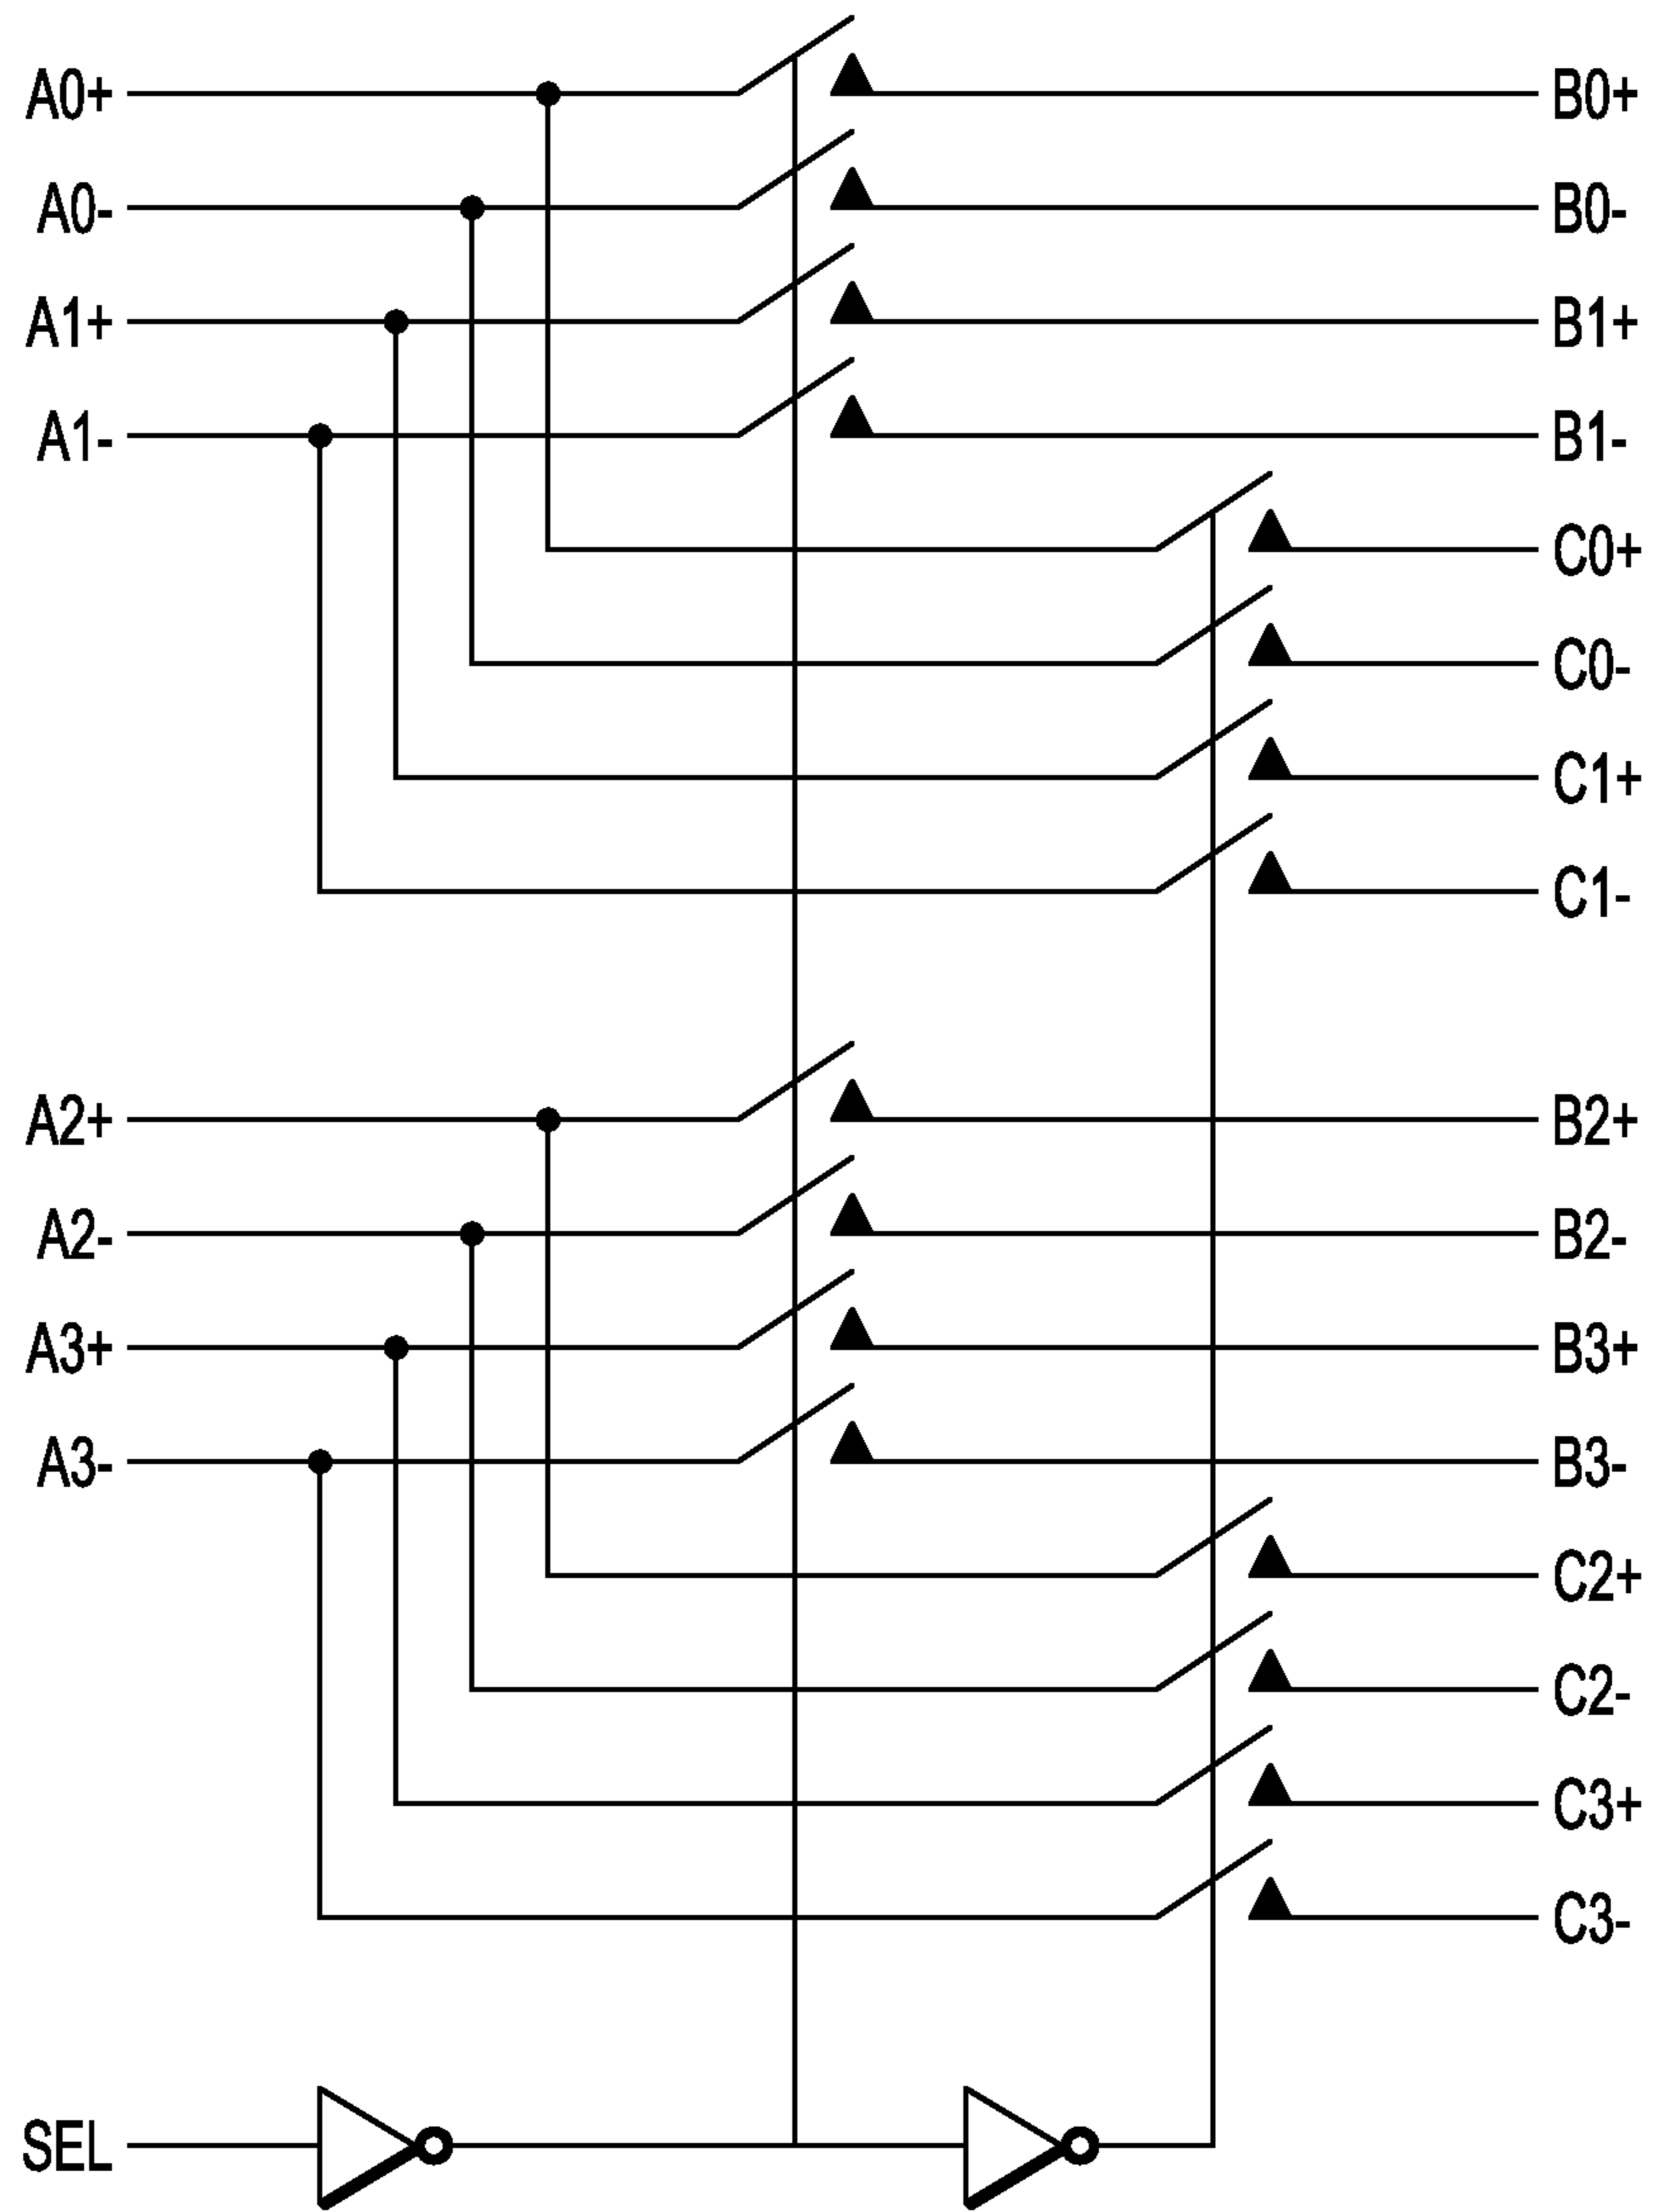 A0+ B0+
A0- B0-
A1+ B1+
A1- B1-
C0+
C0-
C1+
C1-
A2+ B2+
A2- B2-
A3+ B3+
A3- B3-
C2+
C2-
C3+
C3-
SEL